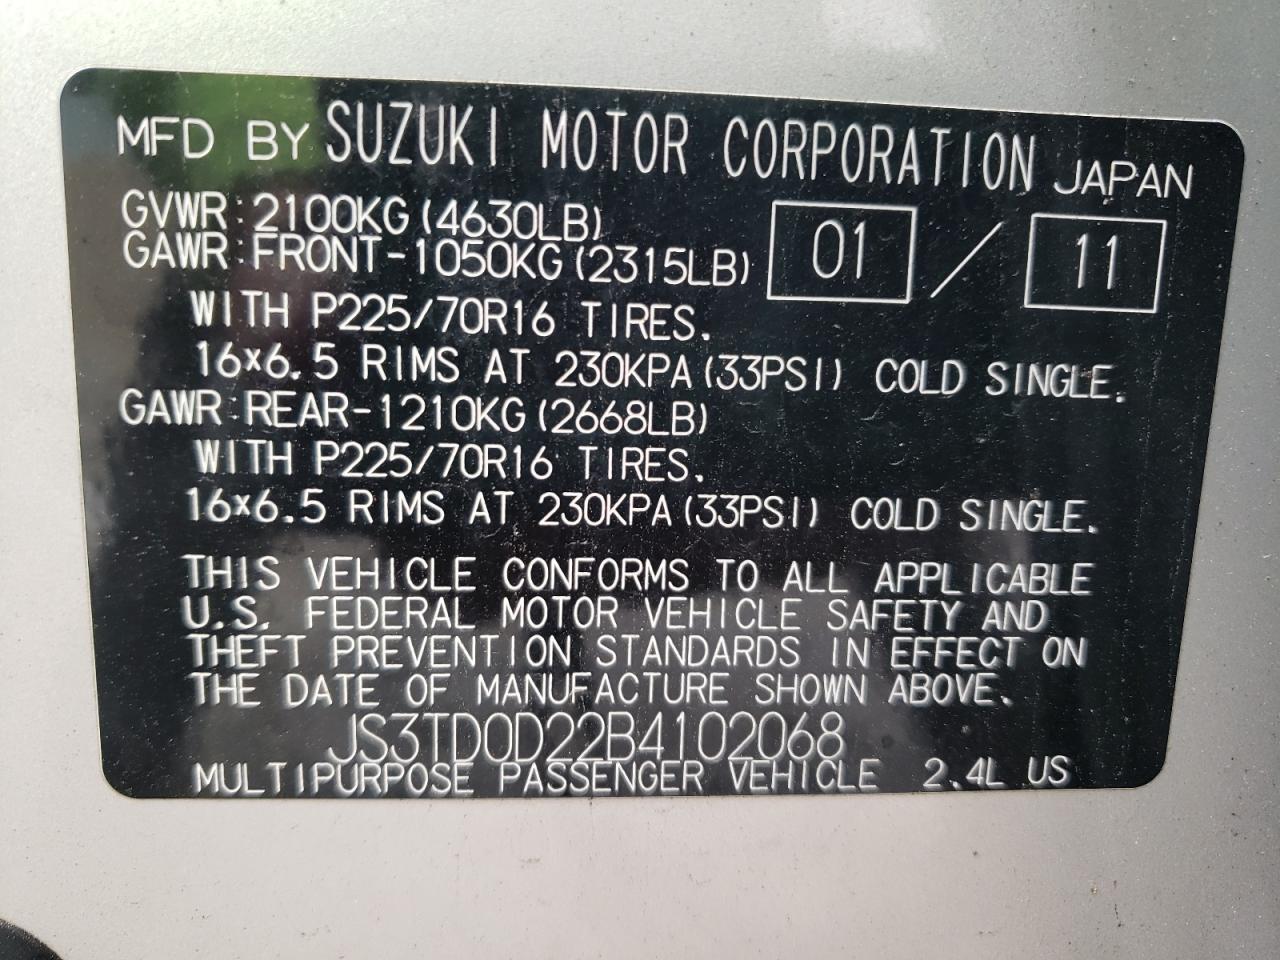 MFD BY SUZUKI MOTOR CORPORATION JAPAN
GVWR: 2100KG (4630LB)
GAWR: FRONT-1050KG (2315LB) 01 / 11
WITH P225/70R16 TIRES.
16×6.5 RIMS AT 230KPA (33PSI) COLD SINGLE.
GAWR: REAR-1210KG (2668LB)
WITH P225/70R16 TIRES.
16×6.5 RIMS AT 230KPA (33PSI) COLD SINGLE.
THIS VEHICLE CONFORMS TO ALL APPLICABLE
U.S. FEDERAL MOTOR VEHICLE SAFETY AND
THEFT PREVENTION STANDARDS IN EFFECT ON
THE DATE OF MANUFACTURE SHOWN ABOVE.
JS3TD0D22B4102068
MULTIPURPOSE PASSENGER VEHICLE 2.4L US